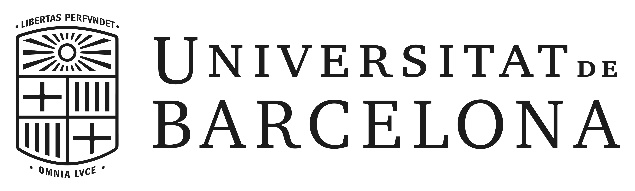 · LIBERTAS PERFVNDET ·
UNIVERSITAT DE
BARCELONA
· OMNIA LVCE ·